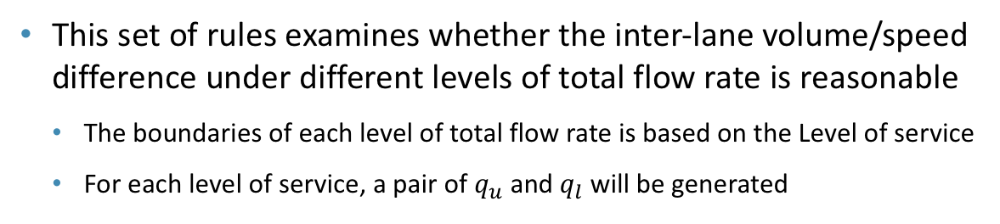 • This set of rules examines whether the inter-lane volume/speed
difference under different levels of total flow rate is reasonable
• The boundaries of each level of total flow rate is based on the Level of service
• For each level of service, a pair of $q_u$ and $q_l$ will be generated